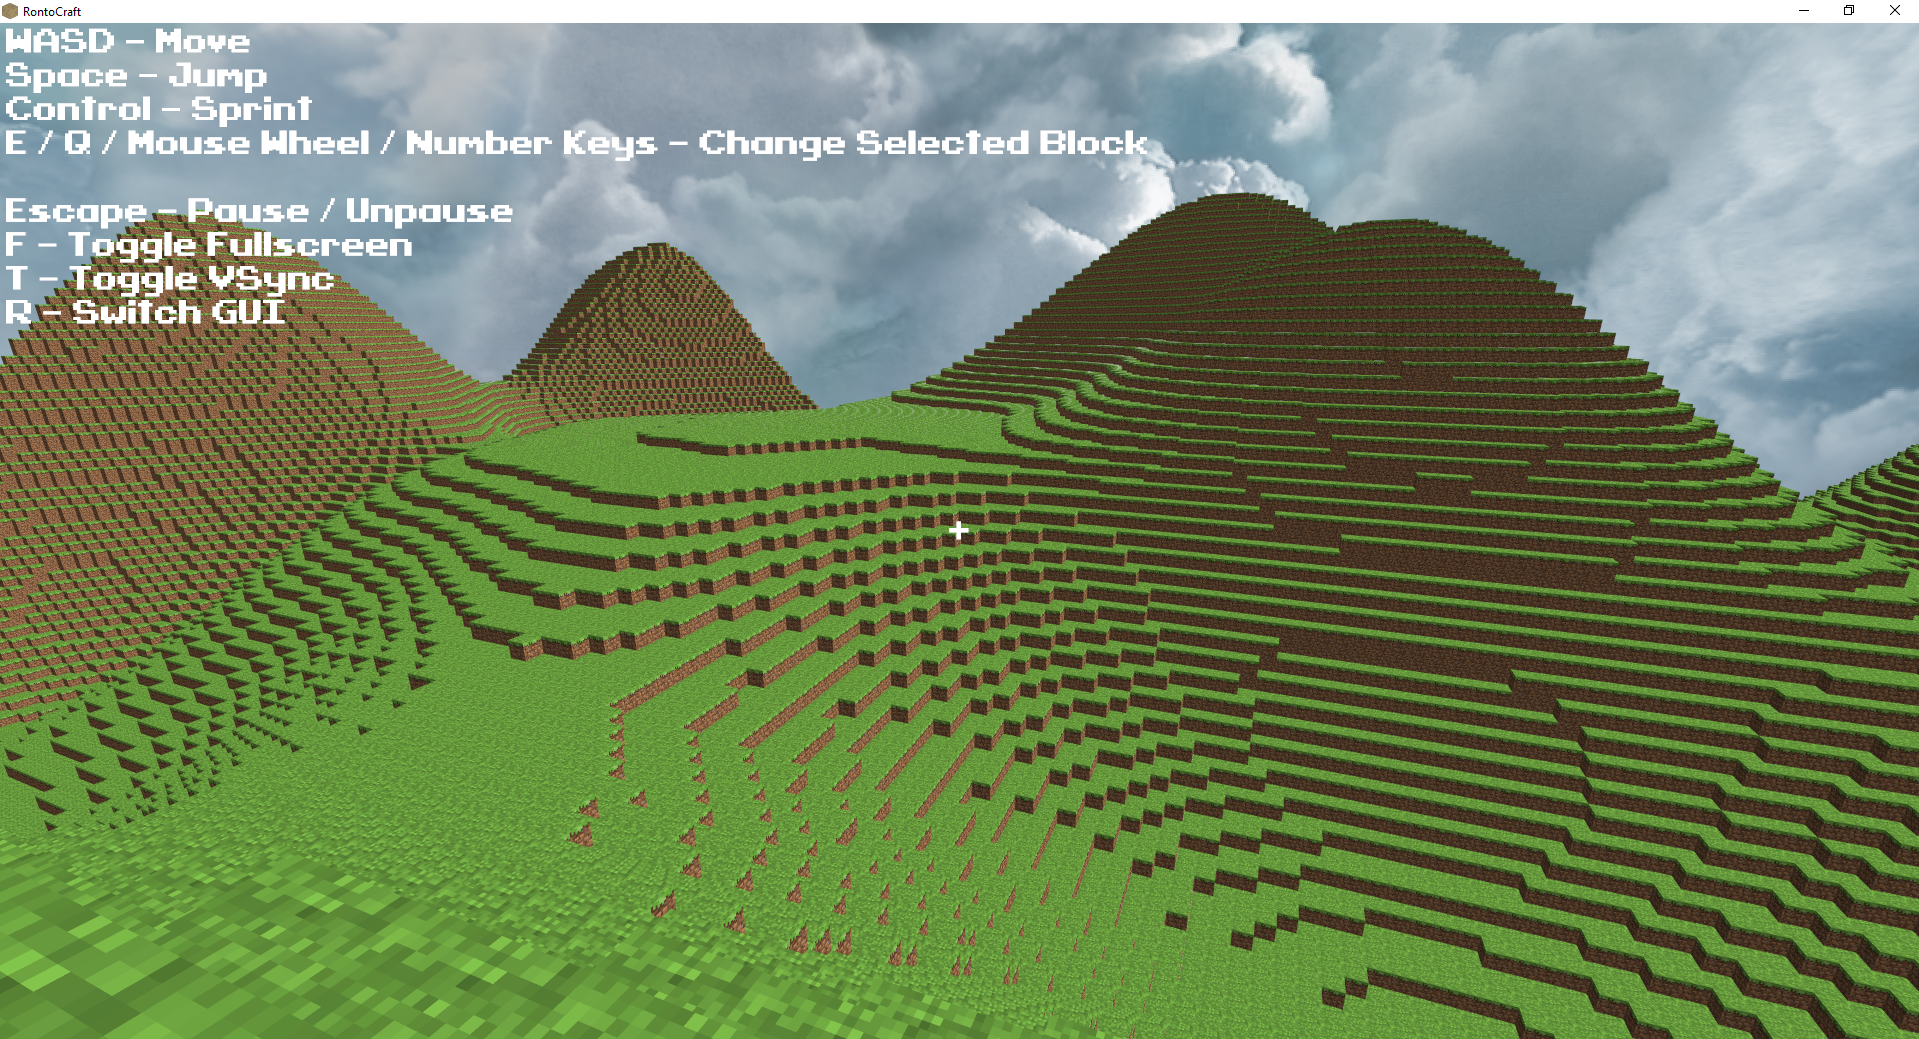 RontoCraft
WASD - Move
Space - Jump
Control - Sprint
E / Q / Mouse Wheel / Number Keys - Change Selected Block
Escape - Pause / Unpause
F - Toggle Fullscreen
T - Toggle VSync
R - Switch GUI